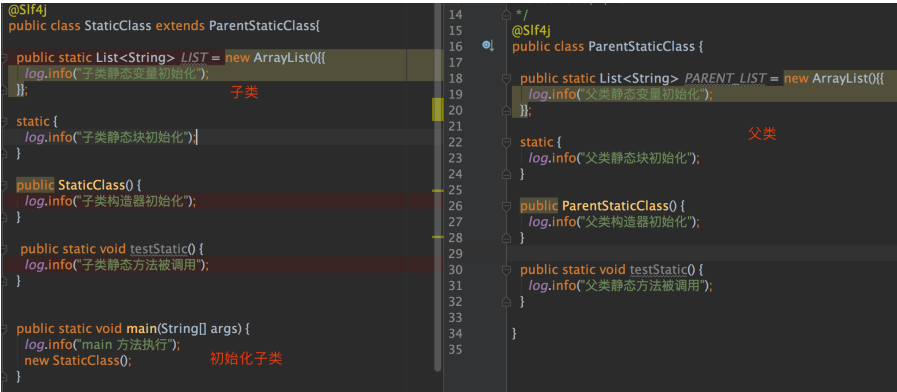 @Slf4j
public class StaticClass extends ParentStaticClass{
public static List<String> LIST = new ArrayList(){{
log.info("子类静态变量初始化");
}};
子类
static {
log.info("子类静态块初始化");
}
public StaticClass() {
log.info("子类构造器初始化");
}
public static void testStatic() {
log.info("子类静态方法被调用");
}
public static void main(String[] args) {
log.info("main 方法执行");
new StaticClass();
初始化子类
}
14 */
15 @Slf4j
16 public class ParentStaticClass {
17
18 public static List<String> PARENT_LIST = new ArrayList(){{
19 log.info("父类静态变量初始化");
20 }};
21
父类
22 static {
23 log.info("父类静态块初始化");
24 }
25
26 public ParentStaticClass() {
27 log.info("父类构造器初始化");
28 }
29
30 public static void testStatic() {
31 log.info("父类静态方法被调用");
32 }
33
34 }
35